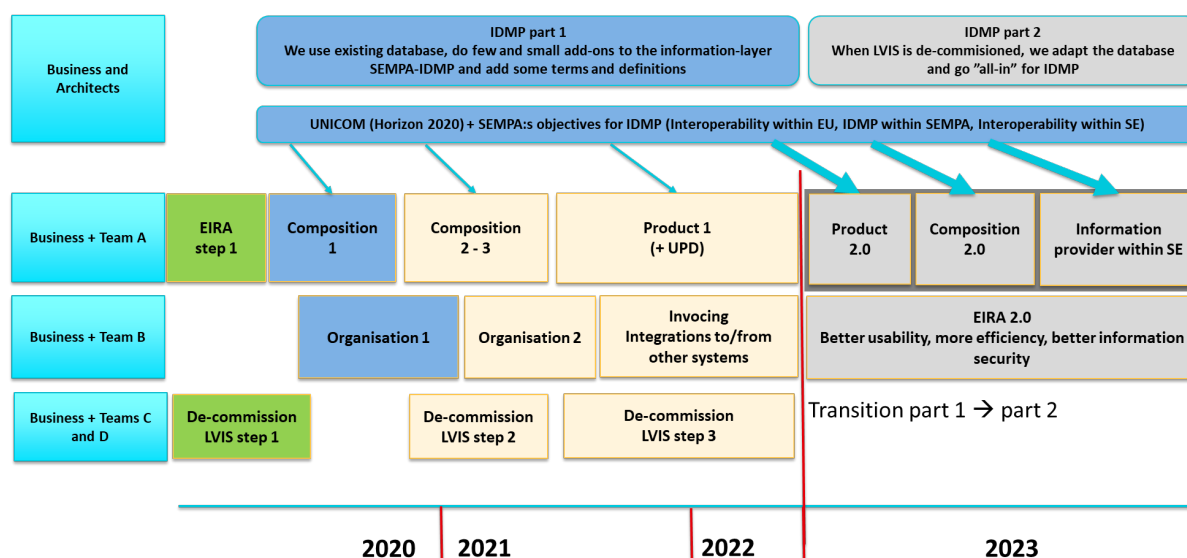 IDMP part 1
We use existing database, do few and small add-ons to the information-layer
SEMPA-IDMP and add some terms and definitions
IDMP part 2
When LVIS is de-commisioned, we adapt the database
and go ”all-in” for IDMP
Business and
Architects
UNICOM (Horizon 2020) + SEMPA:s objectives for IDMP (Interoperability within EU, IDMP within SEMPA, Interoperability within SE)
Business + Team A
EIRA
step 1
Composition
1
Composition
2 - 3
Product 1
(+ UPD)
Product
2.0
Composition
2.0
Information
provider within SE
Business + Team B
Organisation 1
Organisation 2
Invocing
Integrations to/from
other systems
EIRA 2.0
Better usability, more efficiency, better information
security
Business + Teams C
and D
De-commission
LVIS step 1
De-commission
LVIS step 2
De-commission
LVIS step 3
Transition part 1 → part 2
2020
2021
2022
2023